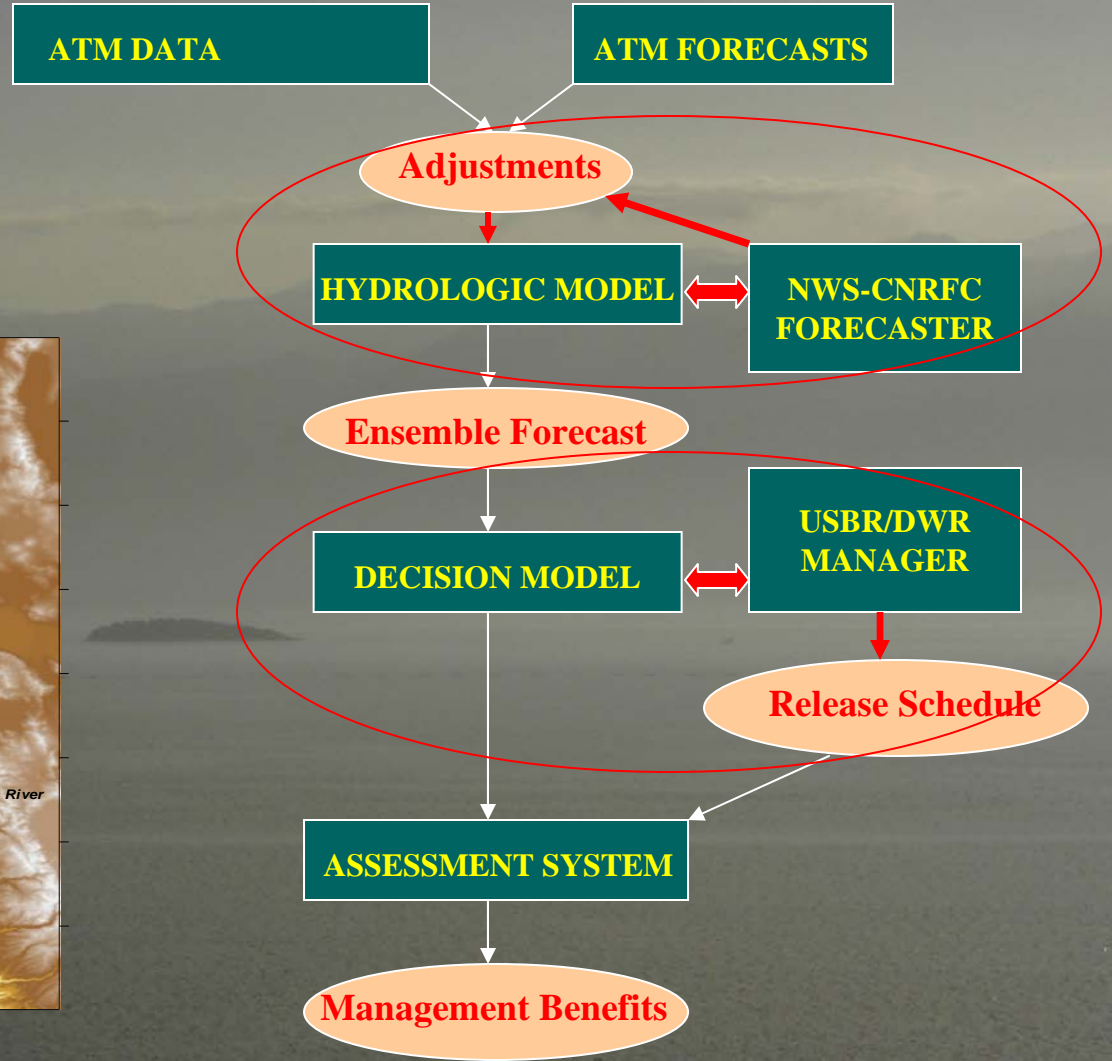 ATM DATA
ATM FORECASTS
Adjustments
HYDROLOGIC MODEL
NWS-CNRFC
FORECASTER
Ensemble Forecast
USBR/DWR
MANAGER
DECISION MODEL
Release Schedule
River
ASSESSMENT SYSTEM
Management Benefits